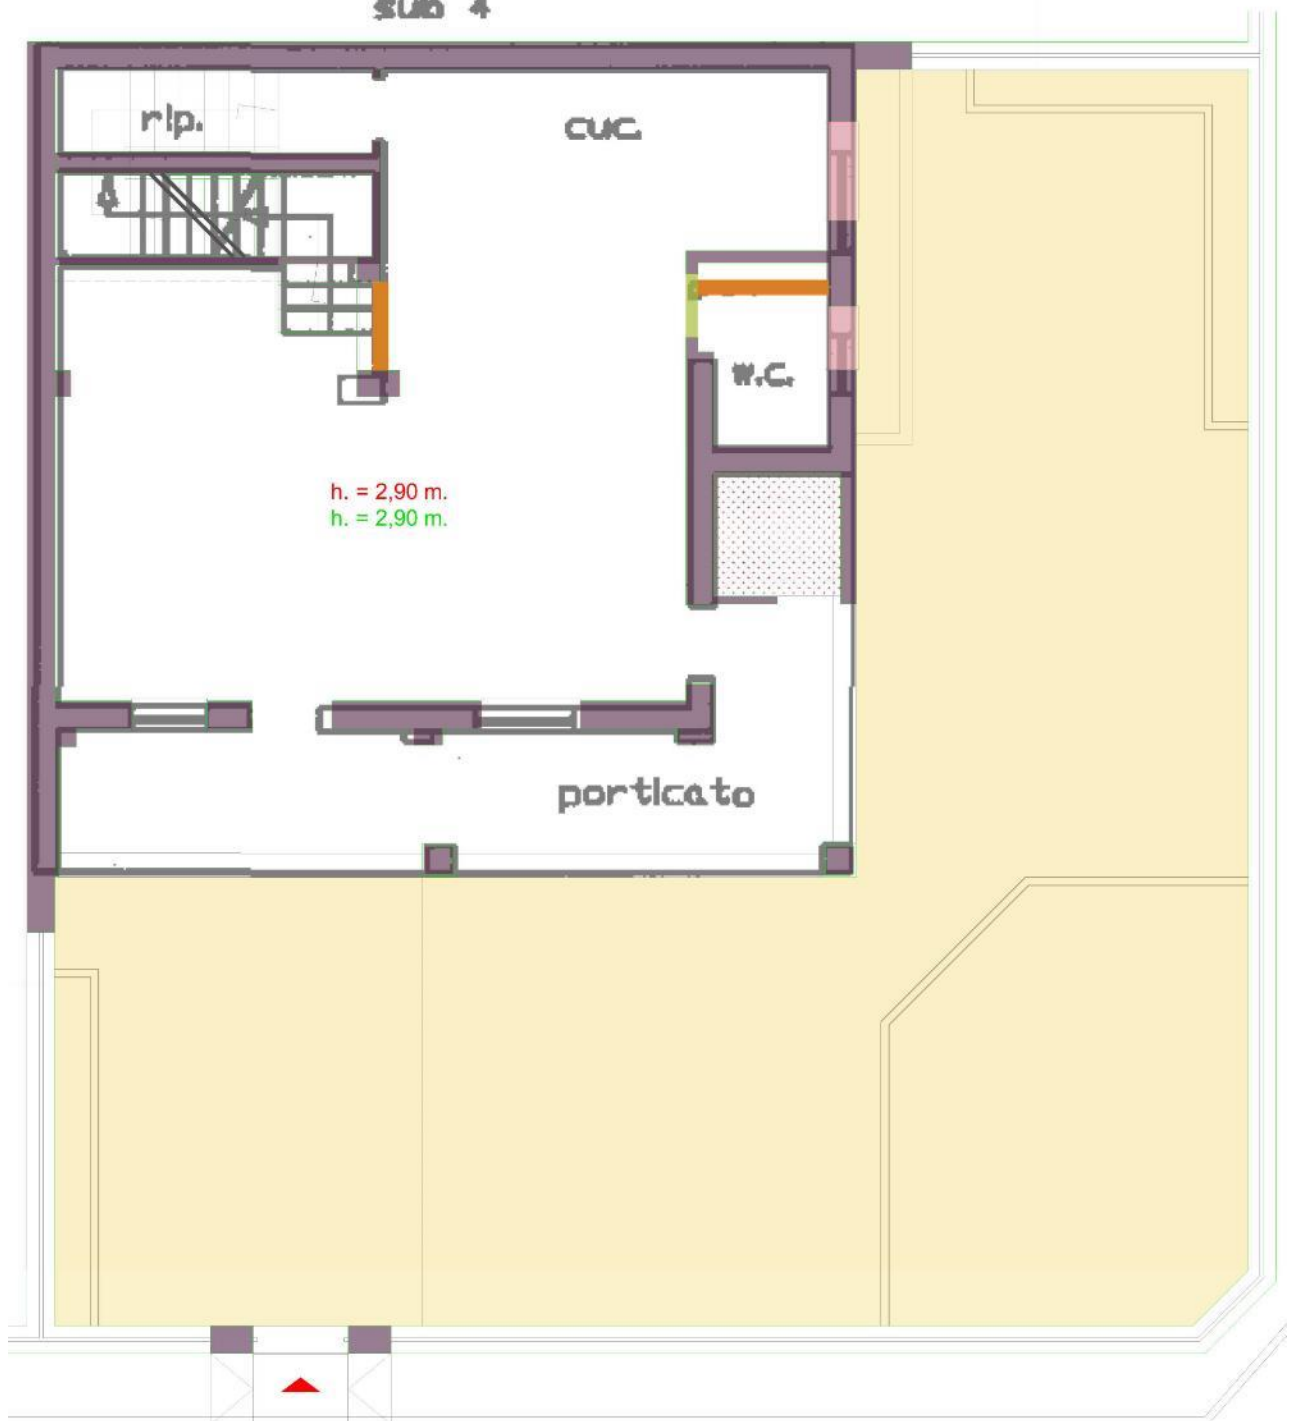 sub 4
rip.
cuc.
w.c.
h. = 2,90 m.
h. = 2,90 m.
porticato